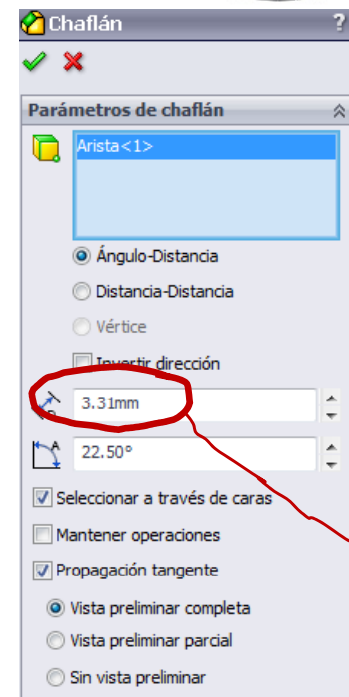 Chaflán ?
Parámetros de chaflán
Arista<1>
Ángulo-Distancia
Distancia-Distancia
Vértice
Invertir dirección
D 3.31mm
A 22.50°
Seleccionar a través de caras
Mantener operaciones
Propagación tangente
Vista preliminar completa
Vista preliminar parcial
Sin vista preliminar